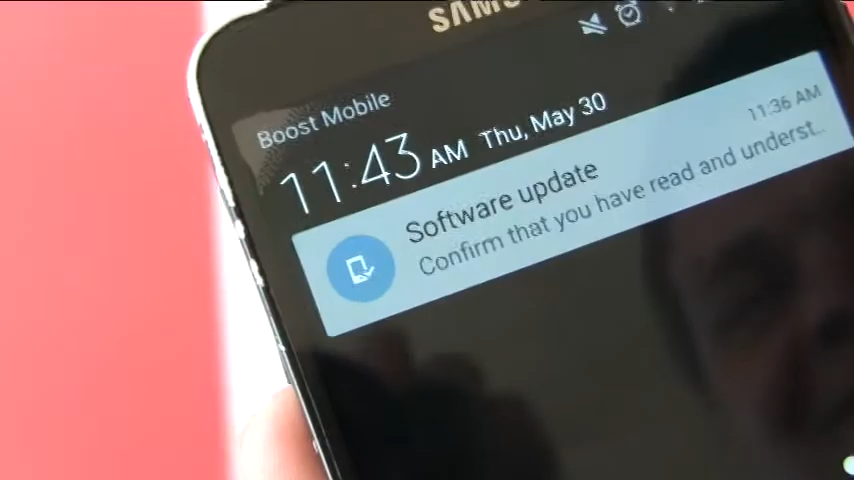 SAMSUNG
Boost Mobile
11:43 AM Thu, May 30
Software update 11:36 AM
Confirm that you have read and underst..